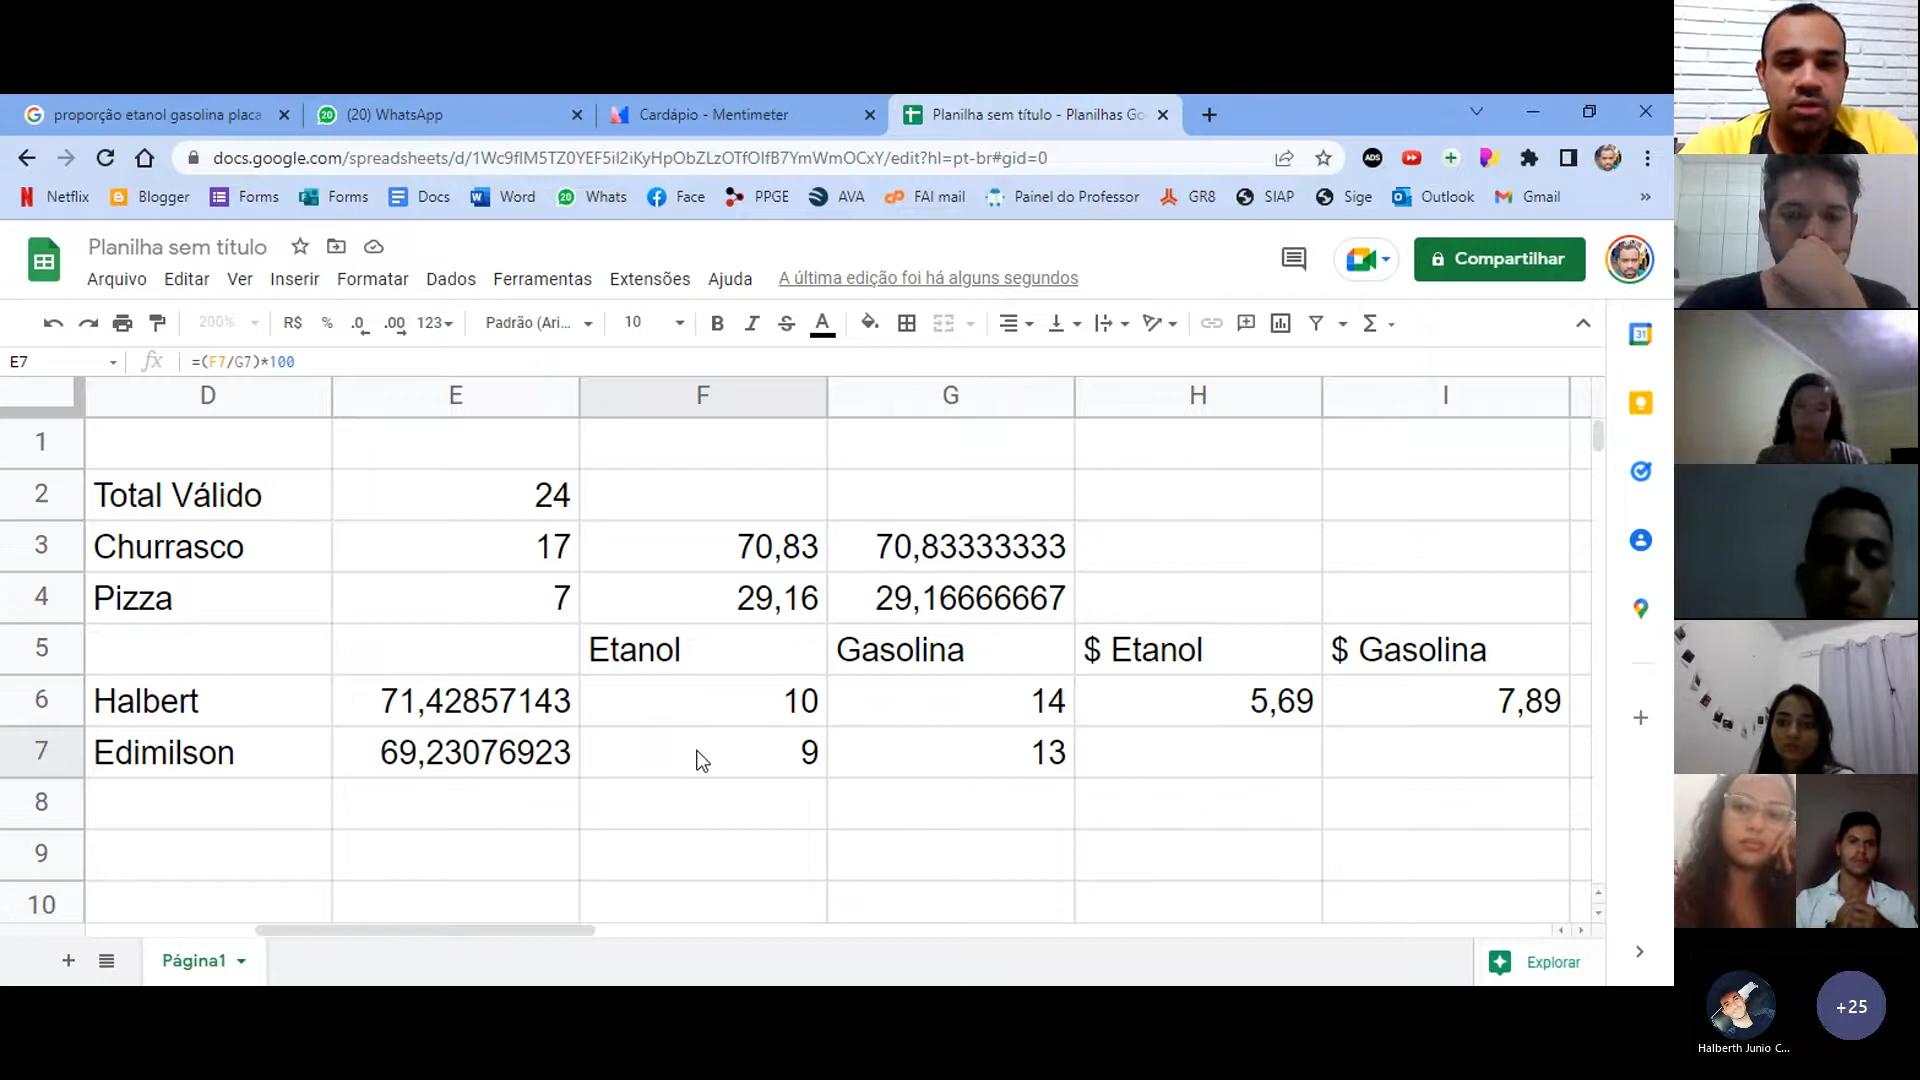 proporção etanol gasolina placa
(20) WhatsApp
Cardápio - Mentimeter
Planilha sem título - Planilhas Go
docs.google.com/spreadsheets/d/1Wc9flM5TZ0YEF5iI2iKyHpObZLzOTfOIfB7YmWmOCxY/edit?hl=pt-br#gid=0
Netflix Blogger Forms Forms Docs Word 20 Whats Face PPGE AVA FAI mail Painel do Professor GR8 SIAP Sige Outlook Gmail »
Planilha sem título
Compartilhar
Arquivo Editar Ver Inserir Formatar Dados Ferramentas Extensões Ajuda A última edição foi há alguns segundos
200% R$ % .0 .00 123 Padrão (Ari... 10 B I S A Σ
E7 fx =(F7/G7)*100
D E F G H I
1
2 Total Válido 24
3 Churrasco 17 70,83 70,83333333
4 Pizza 7 29,16 29,16666667
5 Etanol Gasolina $ Etanol $ Gasolina
6 Halbert 71,42857143 10 14 5,69 7,89
7 Edimilson 69,23076923 9 13
8
9
10
+ Página1
Explorar
31
ADS
+25
Halberth Junio C...